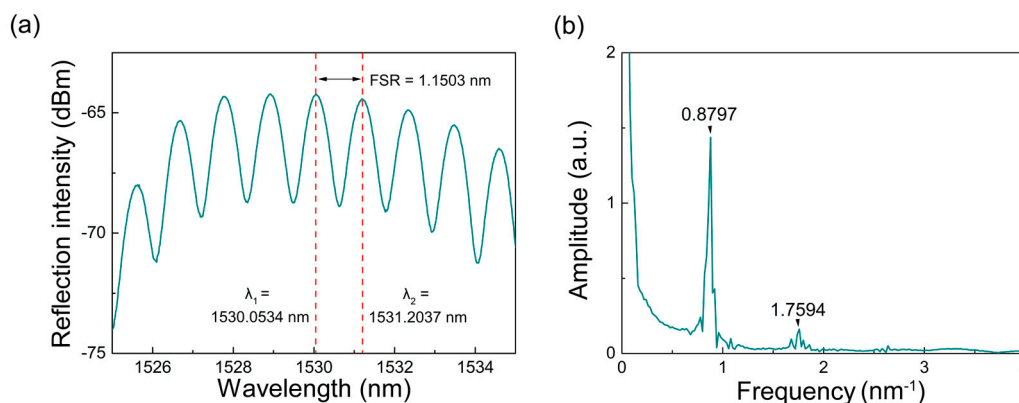 (a)
(b)
FSR = 1.1503 nm
λ₁ =
1530.0534 nm
λ₂ =
1531.2037 nm
-65
-70
-75
1526
1528
1530
1532
1534
Reflection intensity (dBm)
Wavelength (nm)
0.8797
1.7594
2
1
0
0
1
2
3
Amplitude (a.u.)
Frequency (nm⁻¹)